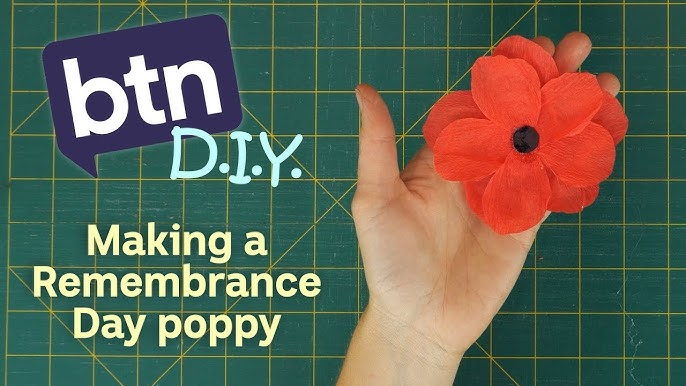 btn
D.I.Y.
Making a
Remembrance
Day poppy